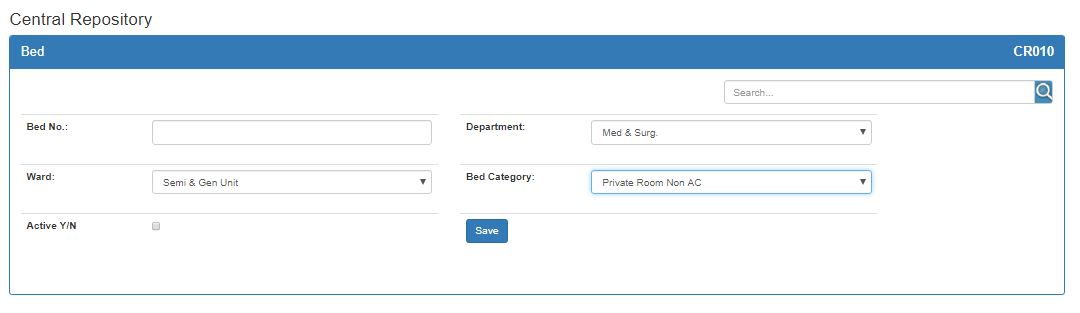 Central Repository
Bed CR010
Search...
Bed No.: Department: Med & Surg.
Ward: Semi & Gen Unit Bed Category: Private Room Non AC
Active Y/N Save